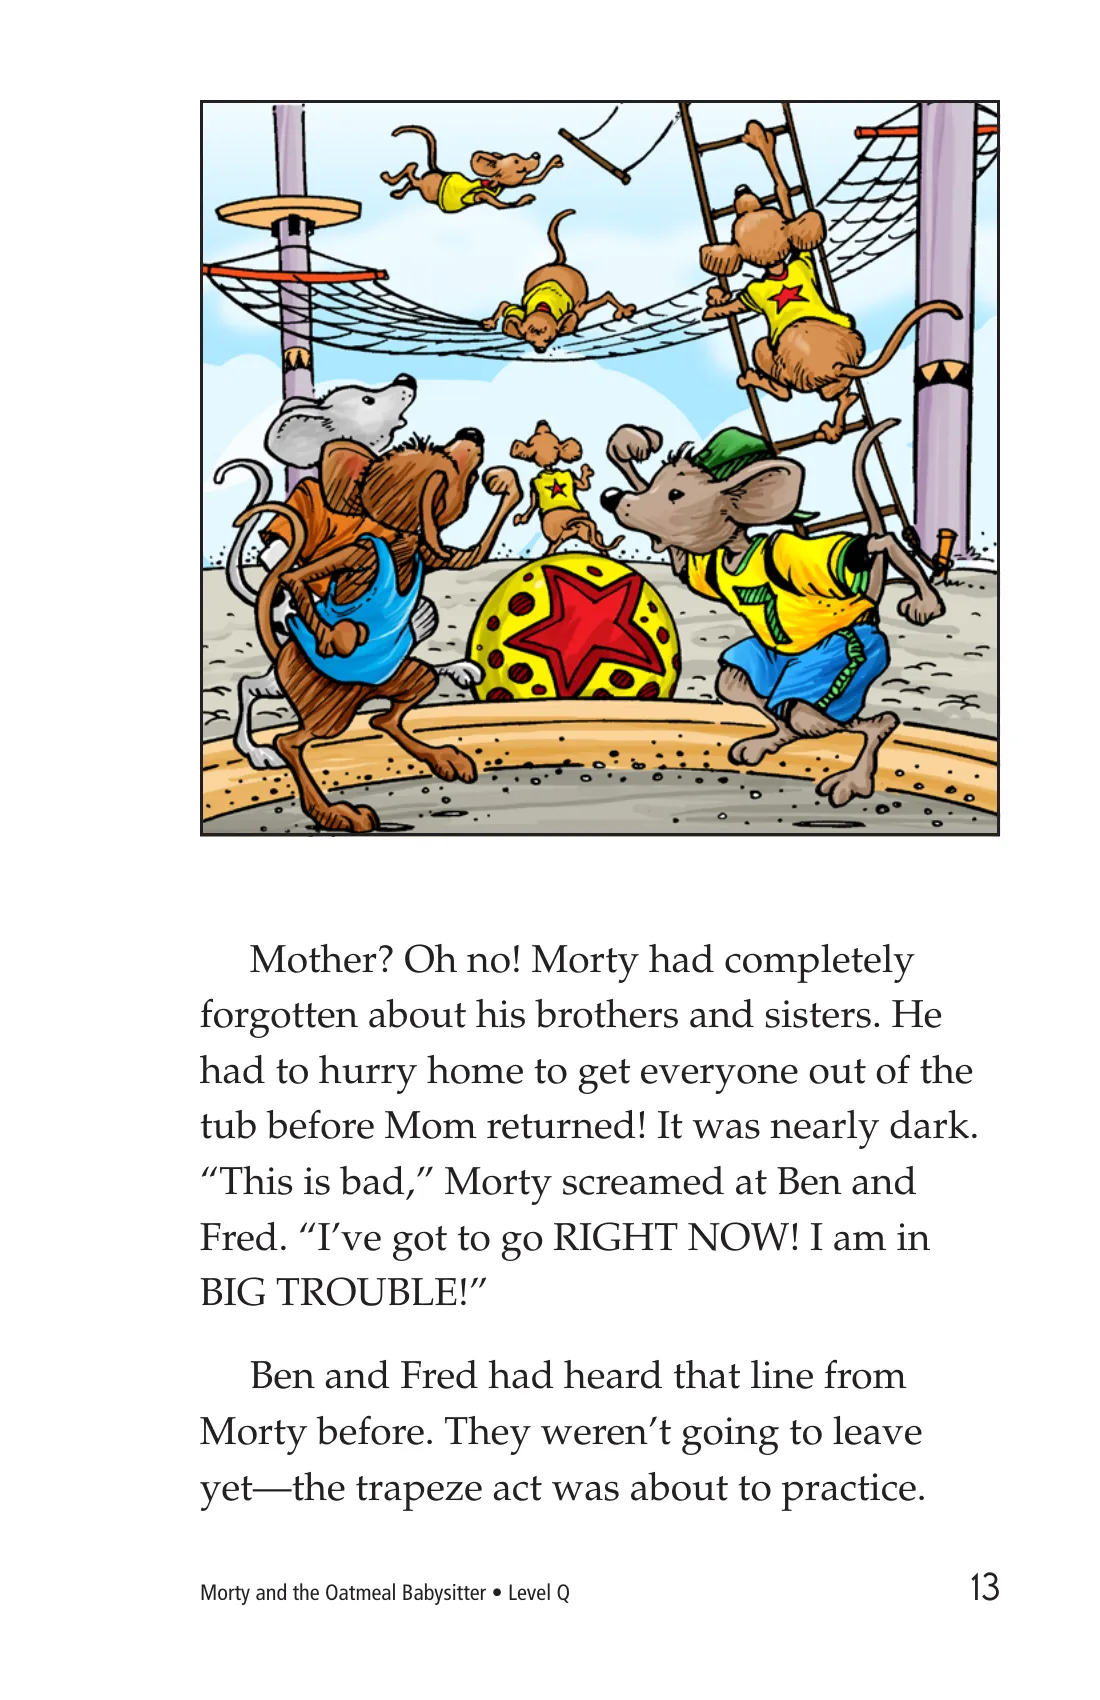 7
Mother? Oh no! Morty had completely
forgotten about his brothers and sisters. He
had to hurry home to get everyone out of the
tub before Mom returned! It was nearly dark.
“This is bad,” Morty screamed at Ben and
Fred. “I’ve got to go RIGHT NOW! I am in
BIG TROUBLE!”
Ben and Fred had heard that line from
Morty before. They weren’t going to leave
yet—the trapeze act was about to practice.
Morty and the Oatmeal Babysitter • Level Q
13